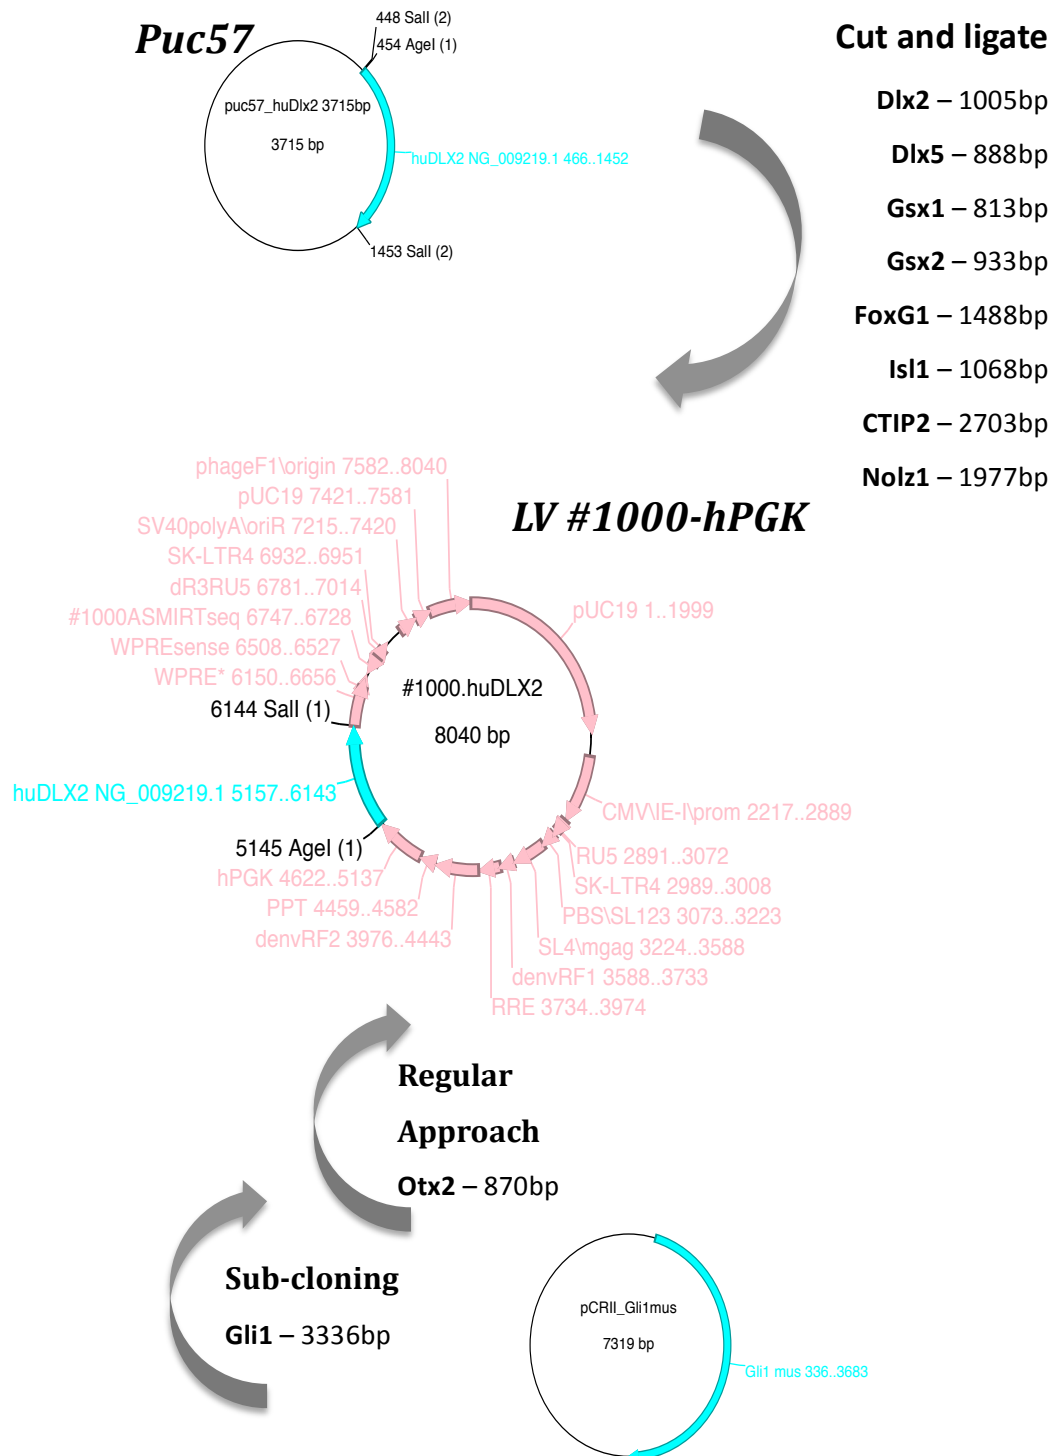 Puc57
448 SalI (2)
454 AgeI (1)
puc57_huDlx2 3715bp
3715 bp
huDLX2 NG_009219.1 466..1452
1453 SalI (2)
Cut and ligate
Dlx2 – 1005bp
Dlx5 – 888bp
Gsx1 – 813bp
Gsx2 – 933bp
FoxG1 – 1488bp
Isl1 – 1068bp
CTIP2 – 2703bp
Nolz1 – 1977bp
LV #1000-hPGK
phageF1\origin 7582..8040
pUC19 7421..7581
SV40polyA\oriR 7215..7420
SK-LTR4 6932..6951
dR3RU5 6781..7014
#1000ASMIRTseq 6747..6728
WPREsense 6508..6527
WPRE* 6150..6656
6144 SalI (1)
huDLX2 NG_009219.1 5157..6143
5145 AgeI (1)
hPGK 4622..5137
PPT 4459..4582
denvRF2 3976..4443
#1000.huDLX2
8040 bp
pUC19 1..1999
CMV\IE-I\prom 2217..2889
RU5 2891..3072
SK-LTR4 2989..3008
PBS\SL123 3073..3223
SL4\mgag 3224..3588
denvRF1 3588..3733
RRE 3734..3974
Regular
Approach
Otx2 – 870bp
Sub-cloning
Gli1 – 3336bp
pCRII_Gli1mus
7319 bp
Gli1 mus 336..3683